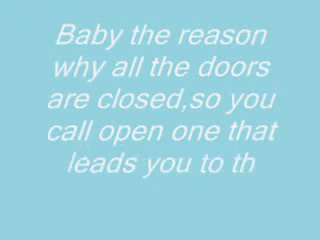 Baby the reason
why all the doors
are closed,so you
call open one that
leads you to th